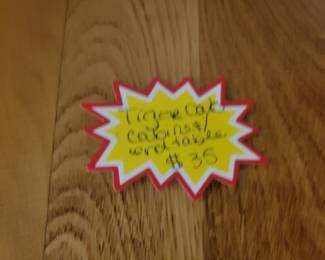 Tiger Oak
Cabinet/
end table
$35